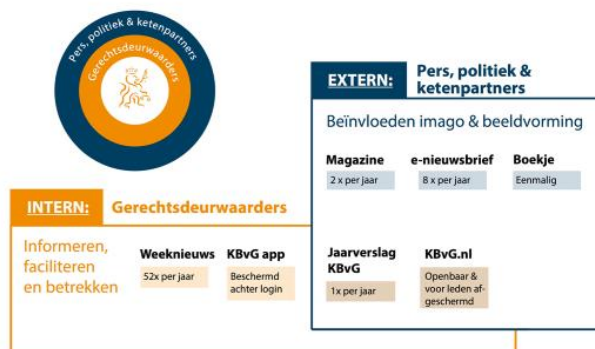 Pers, politiek & ketenpartners
Gerechtsdeurwaarders
EXTERN:
Pers, politiek &
ketenpartners
Beïnvloeden imago & beeldvorming
Magazine
2 x per jaar
e-nieuwsbrief
8 x per jaar
Boekje
Eenmalig
INTERN:
Gerechtsdeurwaarders
Informeren,
faciliteren
en betrekken
Weeknieuws
52x per jaar
KBvG app
Beschermd
achter login
Jaarverslag
KBvG
1x per jaar
KBvG.nl
Openbaar &
voor leden af-
geschermd